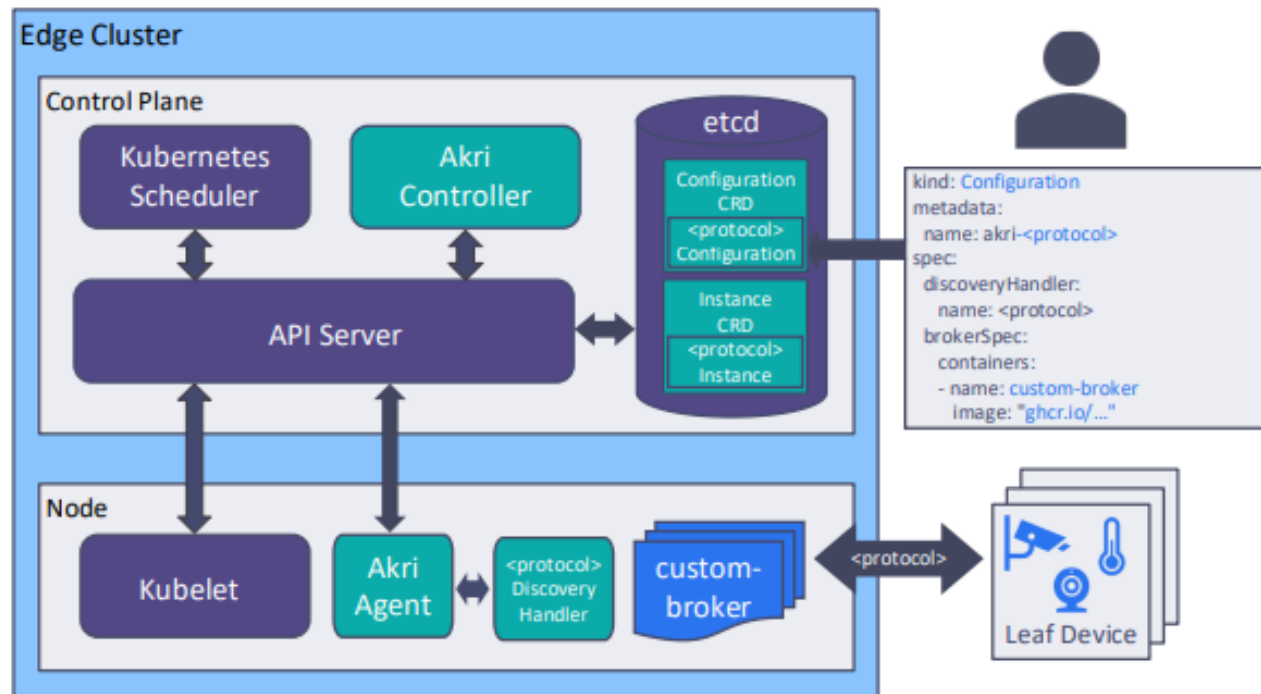 Edge Cluster
Control Plane
Kubernetes
Scheduler
Akri
Controller
etcd
Configuration
CRD
<protocol>
Configuration
Instance
CRD
<protocol>
Instance
API Server
kind: Configuration
metadata:
name: akri-<protocol>
spec:
discoveryHandler:
name: <protocol>
brokerSpec:
containers:
- name: custom-broker
image: "ghcr.io/..."
Node
Kubelet
Akri
Agent
<protocol>
Discovery
Handler
custom-
broker
<protocol>
Leaf Device